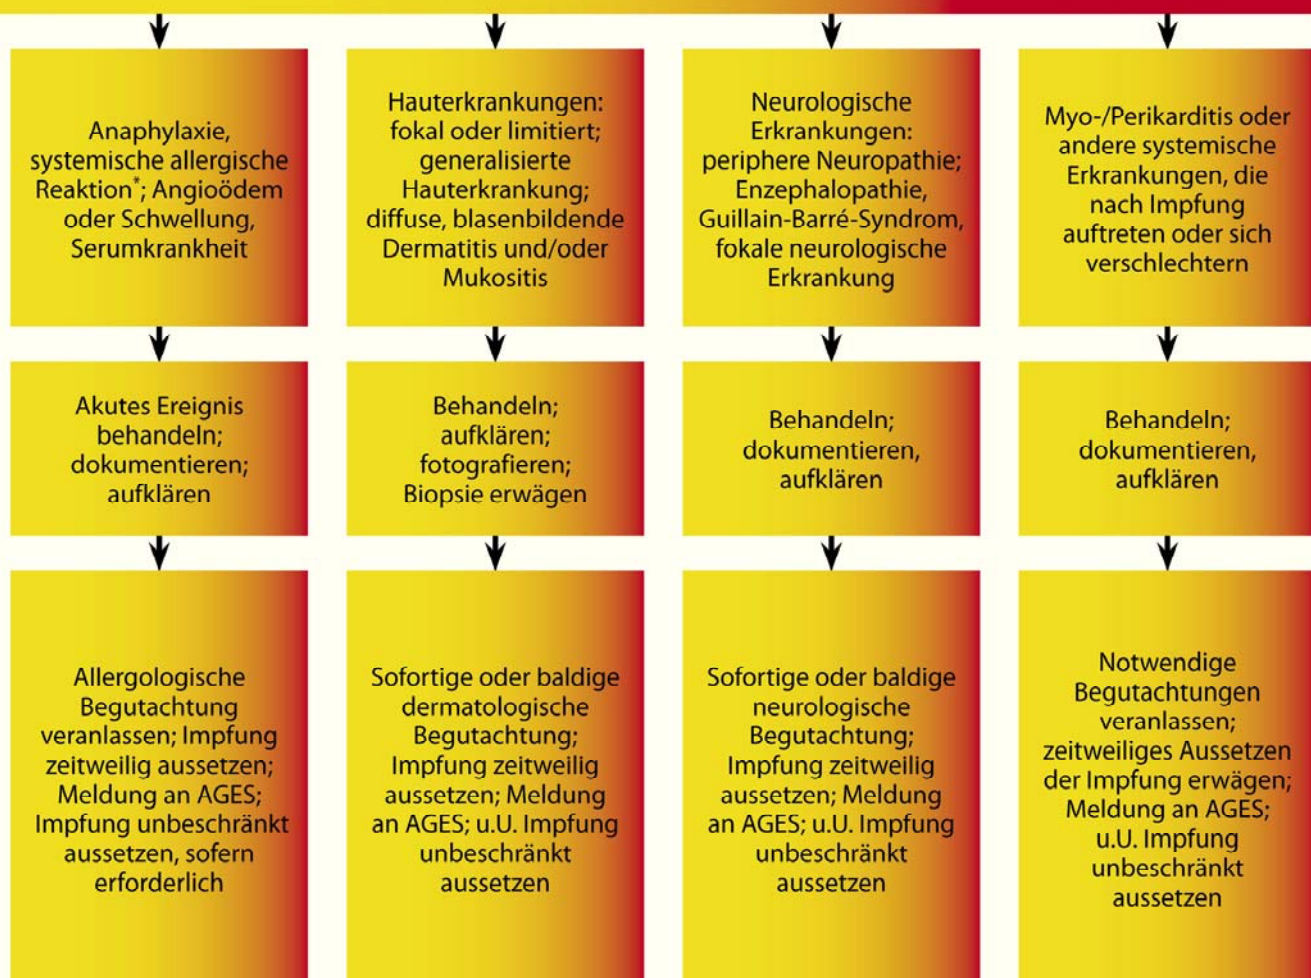 Anaphylaxie,
systemische allergische
Reaktion*; Angioödem
oder Schwellung,
Serumkrankheit
Hauterkrankungen:
fokal oder limitiert;
generalisierte
Hauterkrankung;
diffuse, blasenbildende
Dermatitis und/oder
Mukositis
Neurologische
Erkrankungen:
periphere Neuropathie;
Enzephalopathie,
Guillain-Barré-Syndrom,
fokale neurologische
Erkrankung
Myo-/Perikarditis oder
andere systemische
Erkrankungen, die
nach Impfung
auftreten oder sich
verschlechtern
Akutes Ereignis
behandeln;
dokumentieren;
aufklären
Behandeln;
aufklären;
fotografieren;
Biopsie erwägen
Behandeln;
dokumentieren,
aufklären
Behandeln;
dokumentieren,
aufklären
Allergologische
Begutachtung
veranlassen; Impfung
zeitweilig aussetzen;
Meldung an AGES;
Impfung unbeschränkt
aussetzen, sofern
erforderlich
Sofortige oder baldige
dermatologische
Begutachtung;
Impfung zeitweilig
aussetzen; Meldung
an AGES; u.U. Impfung
unbeschränkt
aussetzen
Sofortige oder baldige
neurologische
Begutachtung;
Impfung zeitweilig
aussetzen; Meldung
an AGES; u.U. Impfung
unbeschränkt
aussetzen
Notwendige
Begutachtungen
veranlassen;
zeitweiliges Aussetzen
der Impfung erwägen;
Meldung an AGES;
u.U. Impfung
unbeschränkt
aussetzen